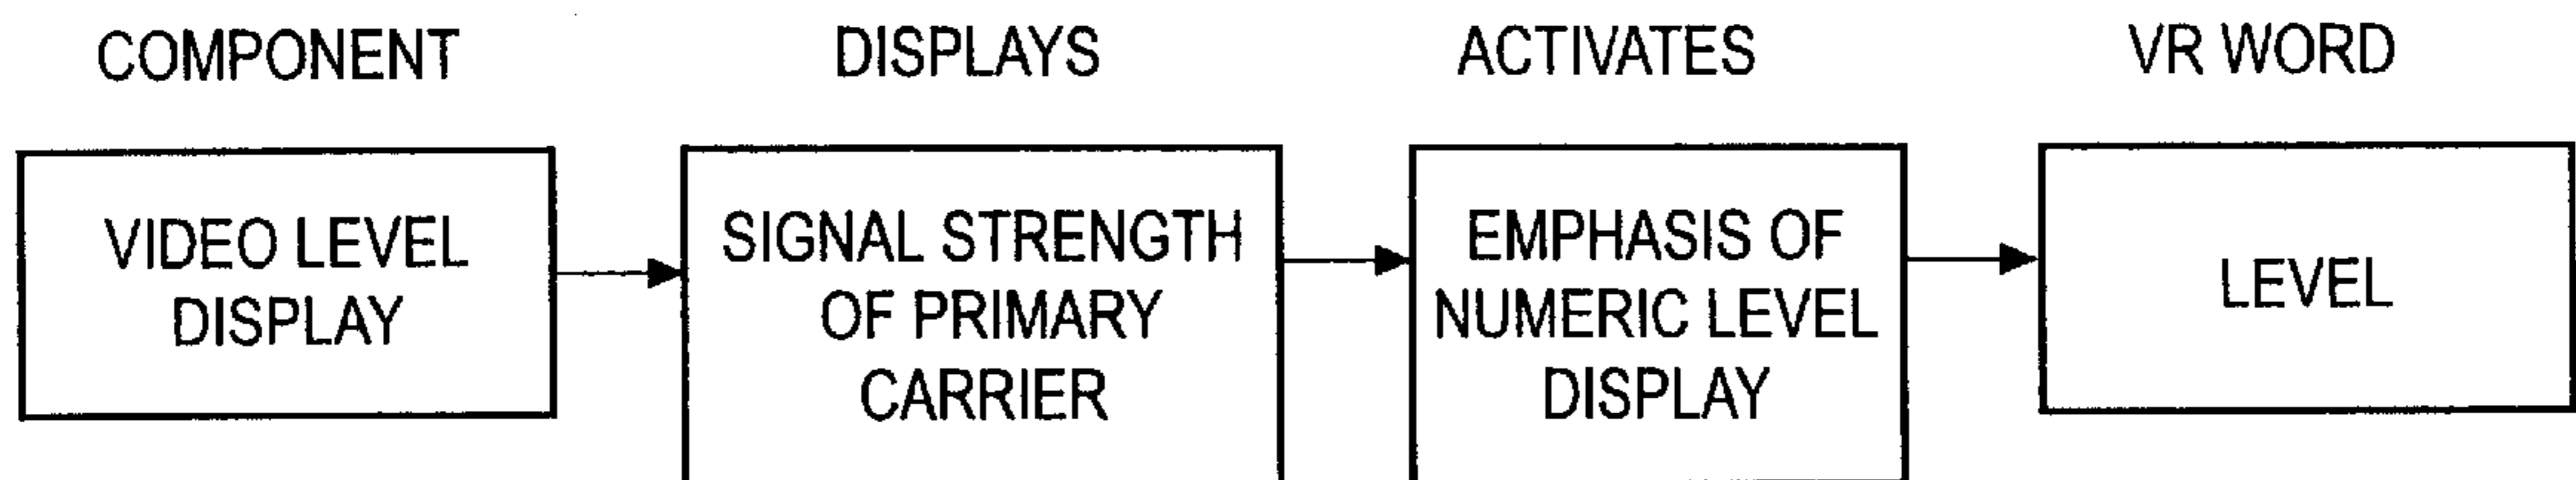 COMPONENT DISPLAYS ACTIVATES VR WORD
VIDEO LEVEL
DISPLAY
SIGNAL STRENGTH
OF PRIMARY
CARRIER
EMPHASIS OF
NUMERIC LEVEL
DISPLAY
LEVEL